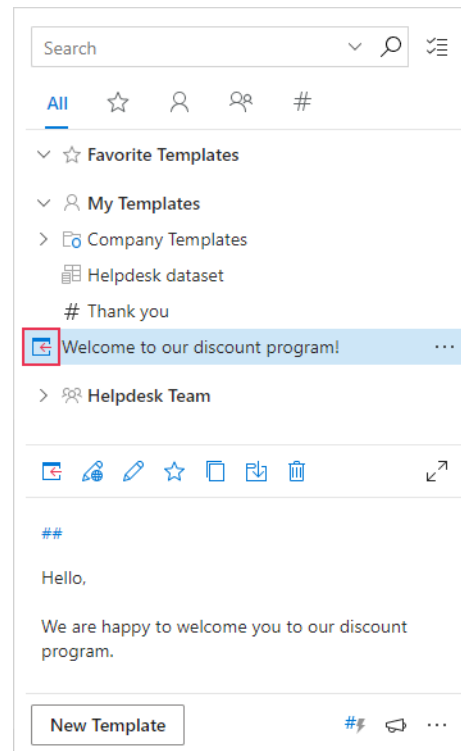 Search
All #
Favorite Templates
My Templates
Company Templates
Helpdesk dataset
# Thank you
Welcome to our discount program! ...
Helpdesk Team
##
Hello,
We are happy to welcome you to our discount
program.
New Template # ...